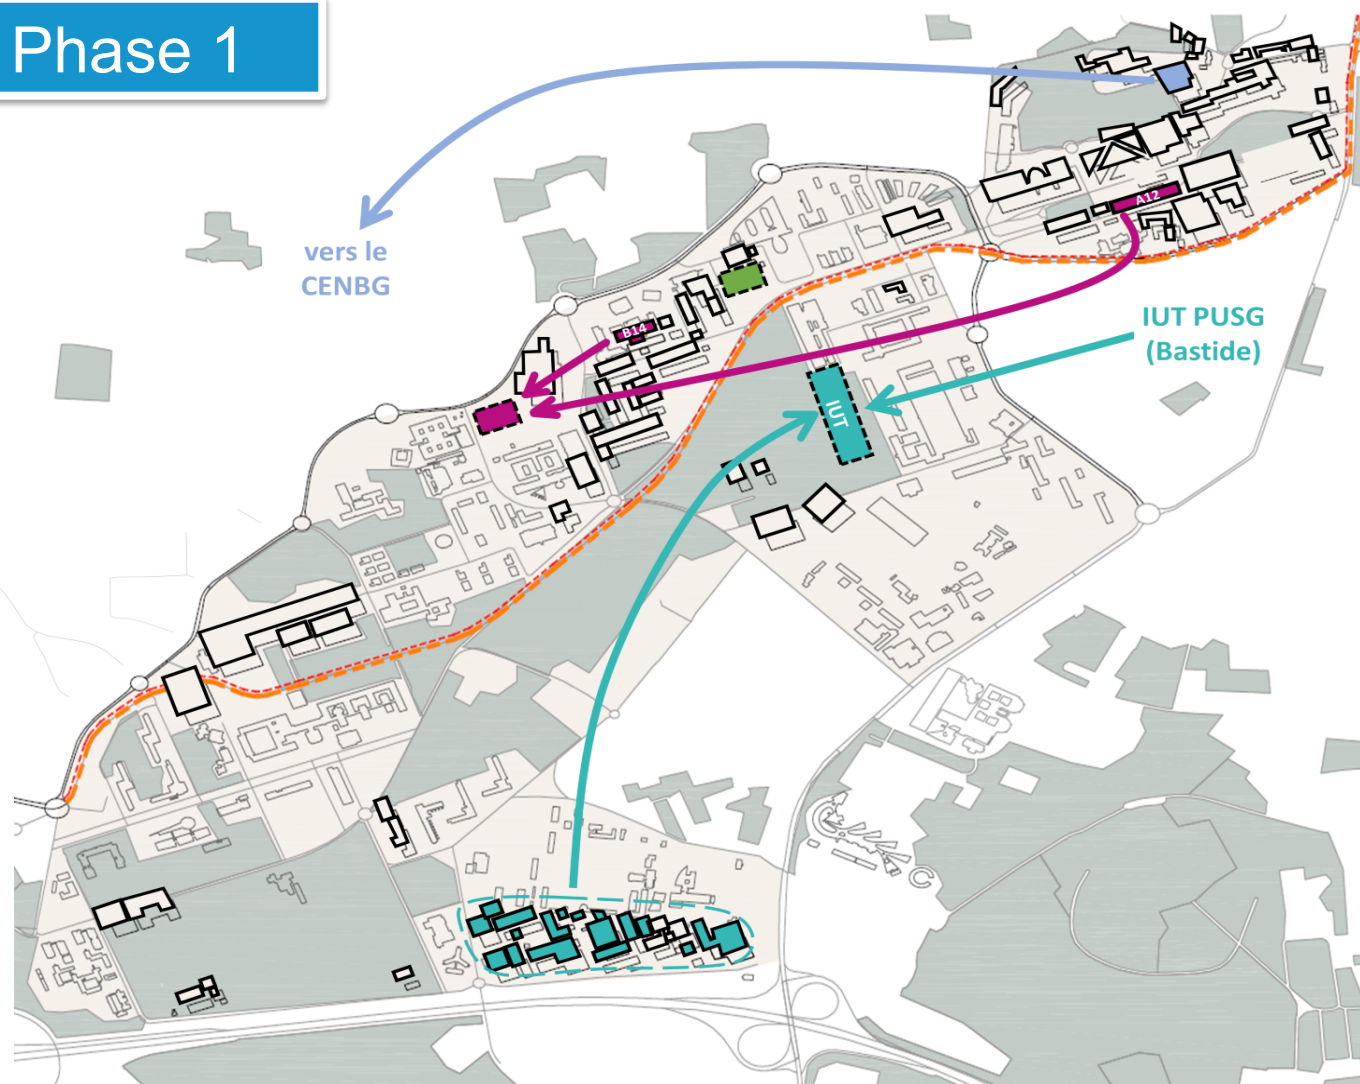 Phase 1
vers le
CENBG
A12
B14
IUT PUSG
(Bastide)
IUT